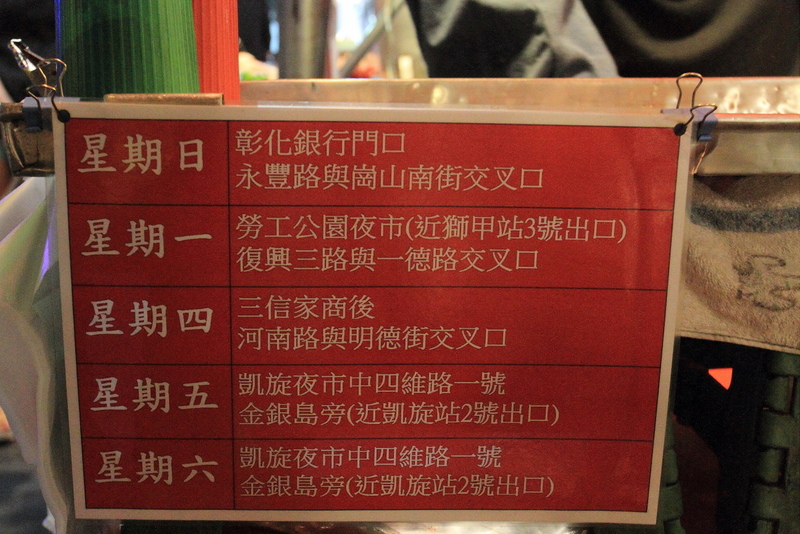 星期日
彰化銀行門口
永豐路與崗山南街交叉口
星期一
勞工公園夜市(近獅甲站3號出口)
復興三路與一德路交叉口
星期四
三信家商後
河南路與明德街交叉口
星期五
凱旋夜市中四維路一號
金銀島旁(近凱旋站2號出口)
星期六
凱旋夜市中四維路一號
金銀島旁(近凱旋站2號出口)